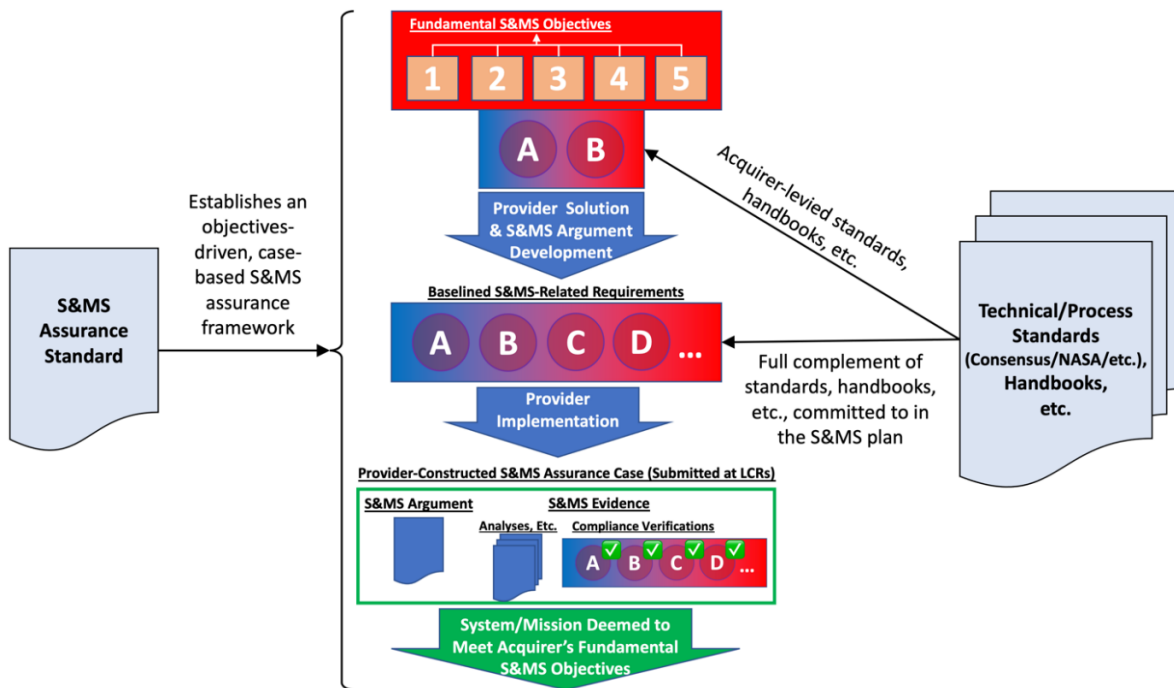 Fundamental S&MS Objectives
1 2 3 4 5
A B
Provider Solution
& S&MS Argument
Development
Baselined S&MS-Related Requirements
A B C D ...
Provider
Implementation
Provider-Constructed S&MS Assurance Case (Submitted at LCRs)
S&MS Argument
S&MS Evidence
Analyses, Etc.
Compliance Verifications
A B C D ...
System/Mission Deemed to
Meet Acquirer's Fundamental
S&MS Objectives
S&MS
Assurance
Standard
Establishes an
objectives-
driven, case-
based S&MS
assurance
framework
Acquirer-levied standards,
handbooks, etc.
Full complement of
standards, handbooks,
etc., committed to in
the S&MS plan
Technical/Process
Standards
(Consensus/NASA/etc.),
Handbooks,
etc.